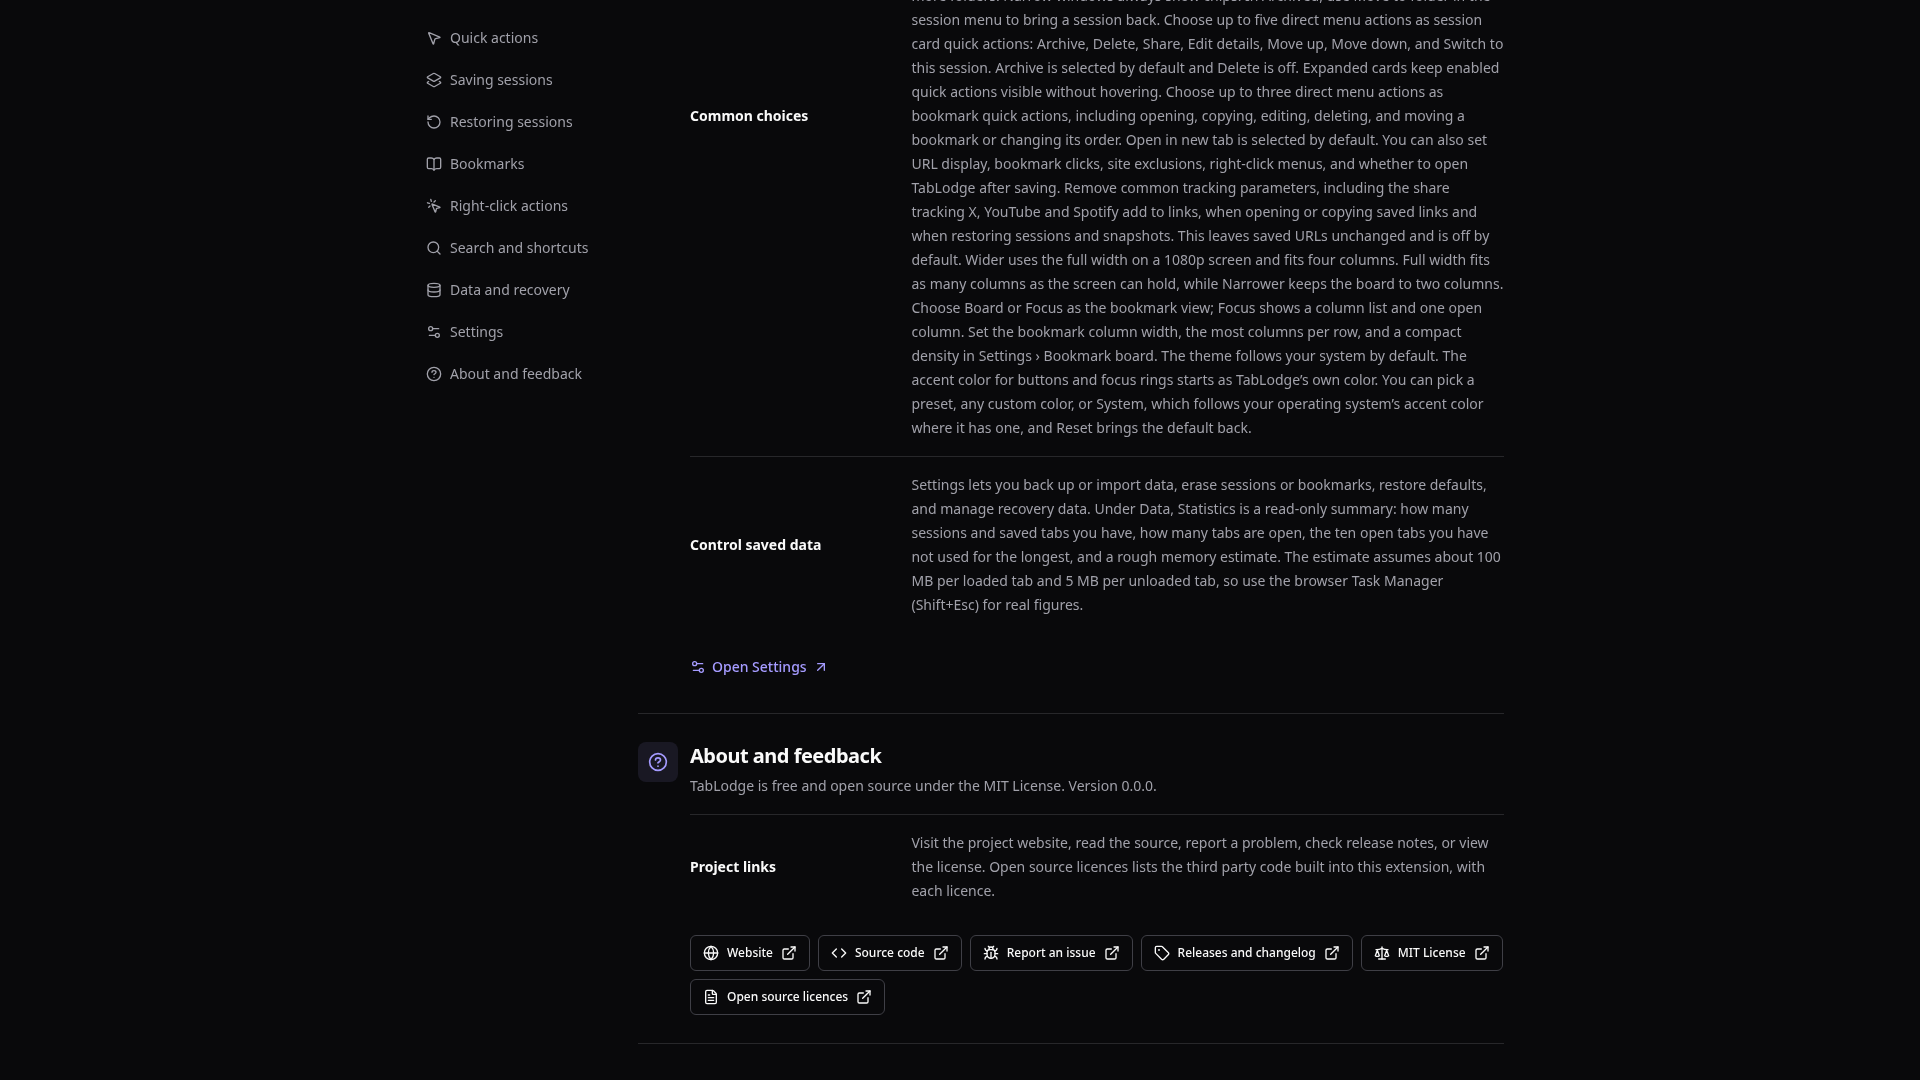 Quick actions
Saving sessions
Restoring sessions
Bookmarks
Right-click actions
Search and shortcuts
Data and recovery
Settings
About and feedback
Common choices
session menu to bring a session back. Choose up to five direct menu actions as session
card quick actions: Archive, Delete, Share, Edit details, Move up, Move down, and Switch to
this session. Archive is selected by default and Delete is off. Expanded cards keep enabled
quick actions visible without hovering. Choose up to three direct menu actions as
bookmark quick actions, including opening, copying, editing, deleting, and moving a
bookmark or changing its order. Open in new tab is selected by default. You can also set
URL display, bookmark clicks, site exclusions, right-click menus, and whether to open
TabLodge after saving. Remove common tracking parameters, including the share
tracking X, YouTube and Spotify add to links, when opening or copying saved links and
when restoring sessions and snapshots. This leaves saved URLs unchanged and is off by
default. Wider uses the full width on a 1080p screen and fits four columns. Full width fits
as many columns as the screen can hold, while Narrower keeps the board to two columns.
Choose Board or Focus as the bookmark view; Focus shows a column list and one open
column. Set the bookmark column width, the most columns per row, and a compact
density in Settings › Bookmark board. The theme follows your system by default. The
accent color for buttons and focus rings starts as TabLodge’s own color. You can pick a
preset, any custom color, or System, which follows your operating system’s accent color
where it has one, and Reset brings the default back.
Control saved data
Settings lets you back up or import data, erase sessions or bookmarks, restore defaults,
and manage recovery data. Under Data, Statistics is a read-only summary: how many
sessions and saved tabs you have, how many tabs are open, the ten open tabs you have
not used for the longest, and a rough memory estimate. The estimate assumes about 100
MB per loaded tab and 5 MB per unloaded tab, so use the browser Task Manager
(Shift+Esc) for real figures.
Open Settings
About and feedback
TabLodge is free and open source under the MIT License. Version 0.0.0.
Project links
Visit the project website, read the source, report a problem, check release notes, or view
the license. Open source licences lists the third party code built into this extension, with
each licence.
Website
Source code
Report an issue
Releases and changelog
MIT License
Open source licences